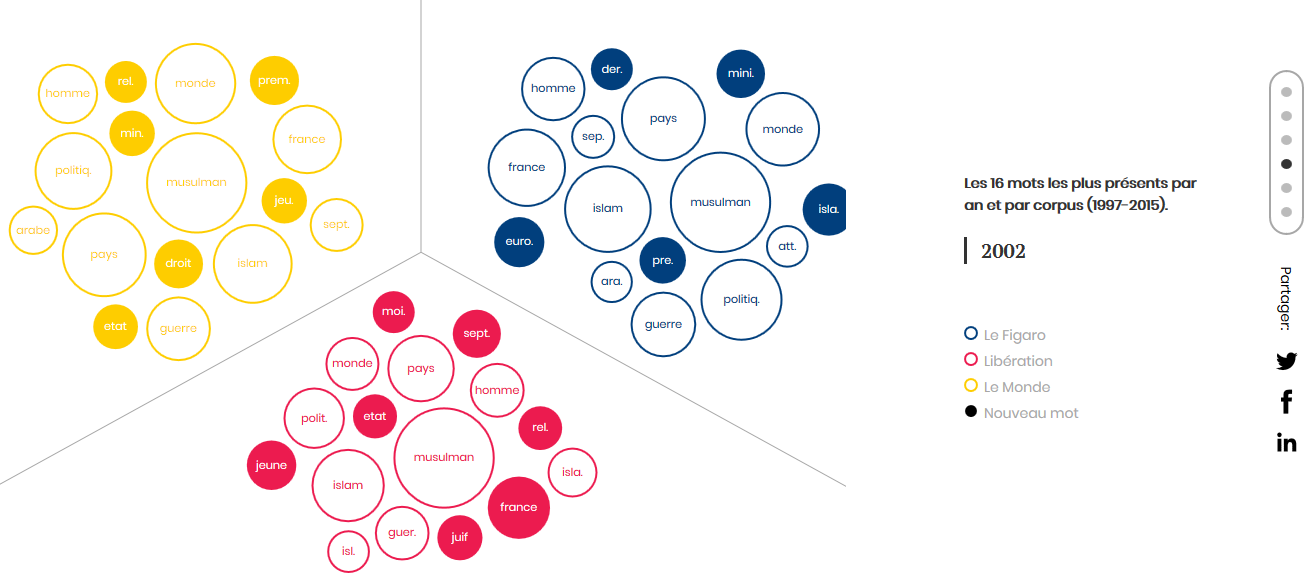 homme
rel.
monde
prem.
min.
france
politiq.
musulman
jeu.
arabe
sept.
pays
droit
islam
etat
guerre
homme
der.
mini.
pays
monde
sep.
france
islam
musulman
isla.
euro.
pre.
att.
ara.
politiq.
guerre
moi.
sept.
monde
pays
homme
polit.
etat
rel.
jeune
musulman
isla.
islam
france
guer.
juif
isl.
Les 16 mots les plus présents par
an et par corpus (1997-2015).
2002
Le Figaro
Libération
Le Monde
Nouveau mot
Partager: